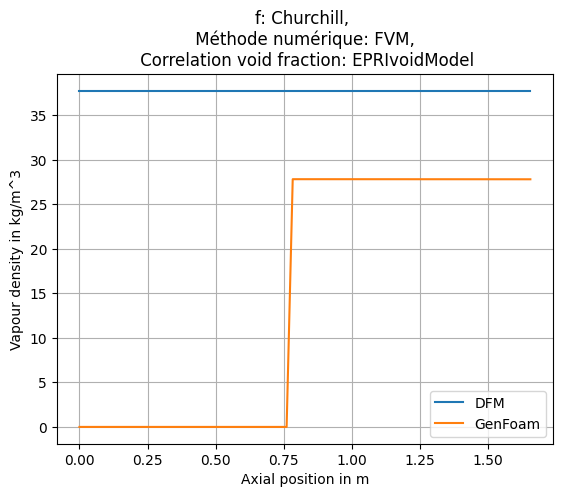 f: Churchill,
Méthode numérique: FVM,
Correlation void fraction: EPRIvoidModel
Vapour density in kg/m^3
35
30
25
20
15
10
5
0
DFM
GenFoam
0.00 0.25 0.50 0.75 1.00 1.25 1.50
Axial position in m